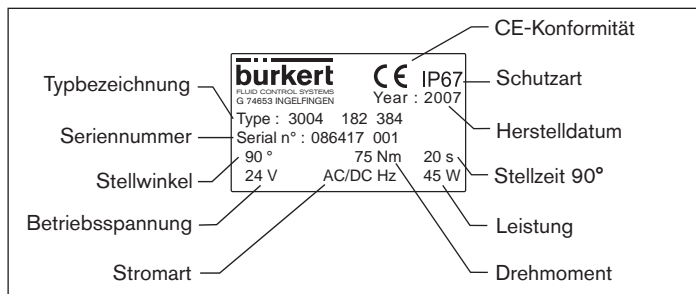 CE-Konformität
bürkert
FLUID CONTROL SYSTEMS
G 74653 INGELFINGEN
CE IP67
Year : 2007
Type : 3004 182 384
Serial n° : 086417 001
90 ° 75 Nm 20 s
24 V AC/DC Hz 45 W
Typbezeichnung
Seriennummer
Stellwinkel
Betriebsspannung
Stromart
Schutzart
Herstelldatum
Stellzeit 90°
Leistung
Drehmoment